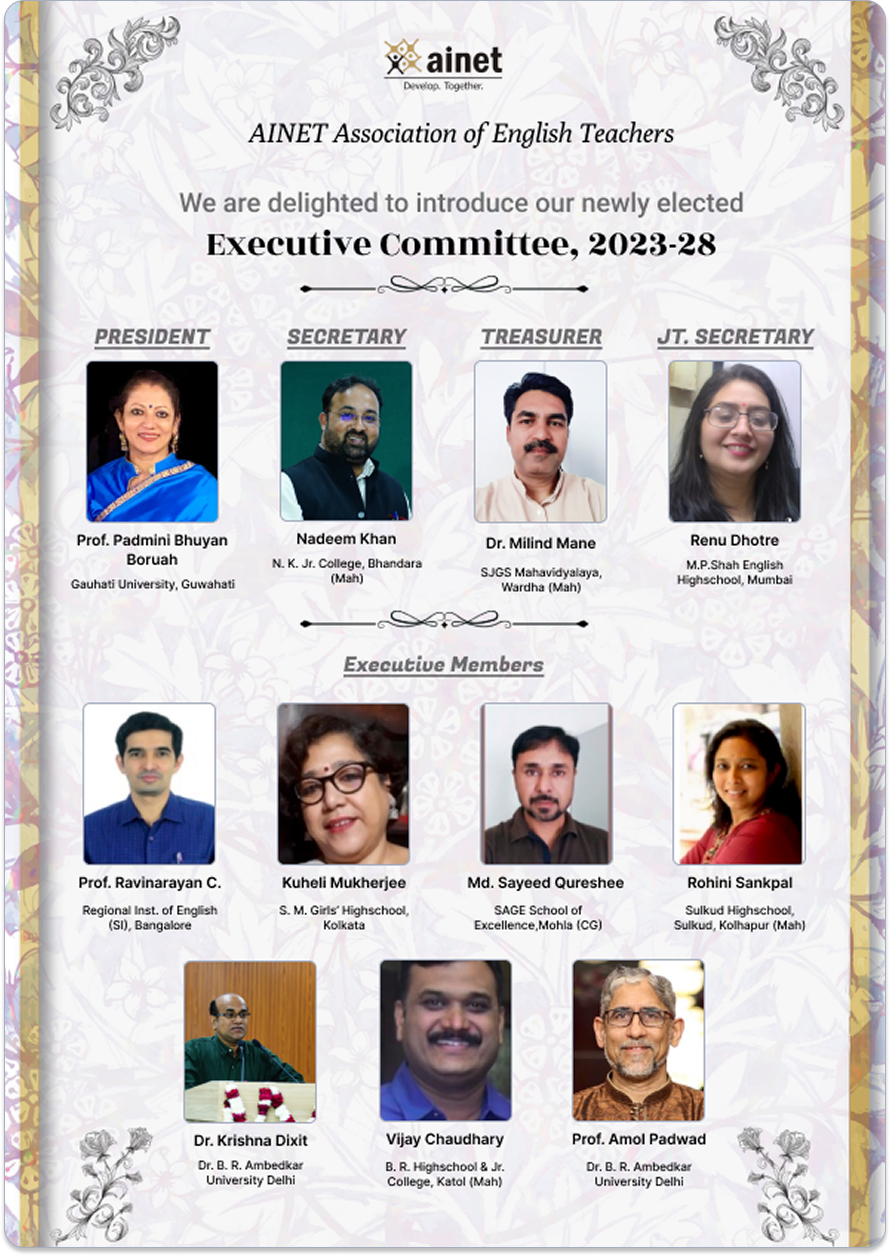 ainet
Develop. Together.
AINET Association of English Teachers
We are delighted to introduce our newly elected
Executive Committee, 2023-28
PRESIDENT
SECRETARY
TREASURER
JT. SECRETARY
Prof. Padmini Bhuyan
Boruah
Gauhati University, Guwahati
Nadeem Khan
N. K. Jr. College, Bhandara
(Mah)
Dr. Milind Mane
SJGS Mahavidyalaya,
Wardha (Mah)
Renu Dhotre
M.P.Shah English
Highschool, Mumbai
Executive Members
Prof. Ravinarayan C.
Regional Inst. of English
(SI), Bangalore
Kuheli Mukherjee
S. M. Girls' Highschool,
Kolkata
Md. Sayeed Qureshee
SAGE School of
Excellence,Mohla (CG)
Rohini Sankpal
Sulkud Highschool,
Sulkud, Kolhapur (Mah)
Dr. Krishna Dixit
Dr. B. R. Ambedkar
University Delhi
Vijay Chaudhary
B. R. Highschool & Jr.
College, Katol (Mah)
Prof. Amol Padwad
Dr. B. R. Ambedkar
University Delhi